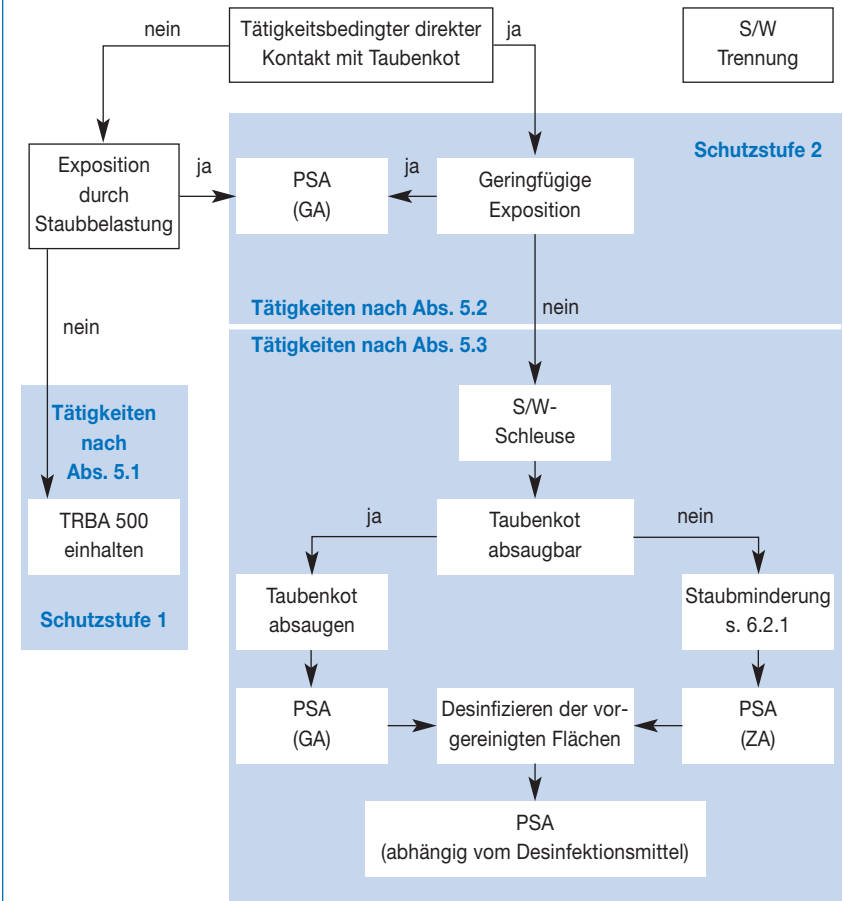 nein
Tätigkeitsbedingter direkter
Kontakt mit Taubenkot
ja
S/W
Trennung
Exposition
durch
Staubbelastung
ja
PSA
(GA)
ja
Geringfügige
Exposition
Schutzstufe 2
Tätigkeiten nach Abs. 5.2
nein
nein
Tätigkeiten nach Abs. 5.3
Tätigkeiten
nach
Abs. 5.1
TRBA 500
einhalten
Schutzstufe 1
S/W-
Schleuse
ja
Taubenkot
absaugbar
nein
Taubenkot
absaugen
Staubminderung
s. 6.2.1
PSA
(GA)
Desinfizieren der vor-
gereinigten Flächen
PSA
(ZA)
PSA
(abhängig vom Desinfektionsmittel)